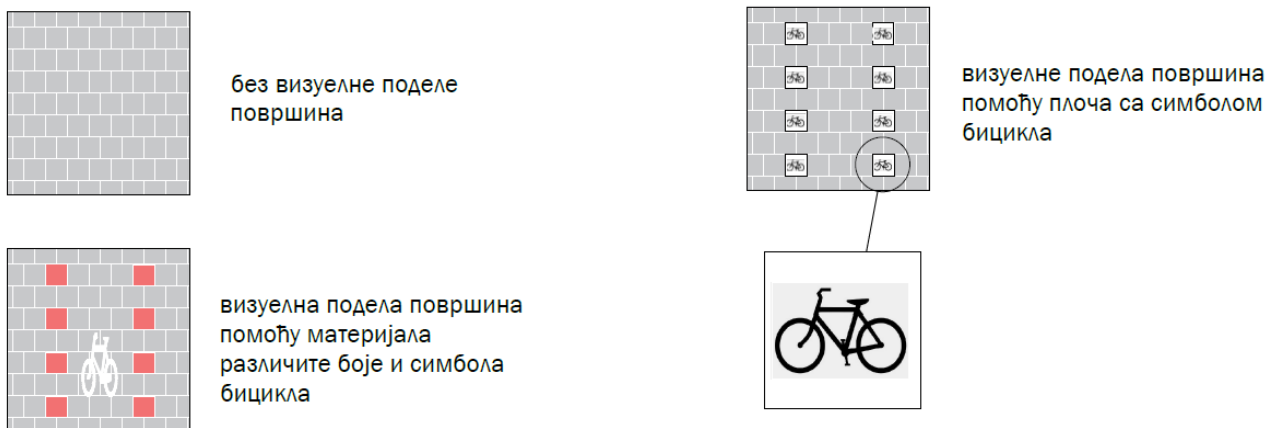 без визуелне поделе
површина
визуелне подела површина
помоћу плоча са симболом
бицикла
визуелна подела површина
помоћу материјала
различите боје и симбола
бицикла